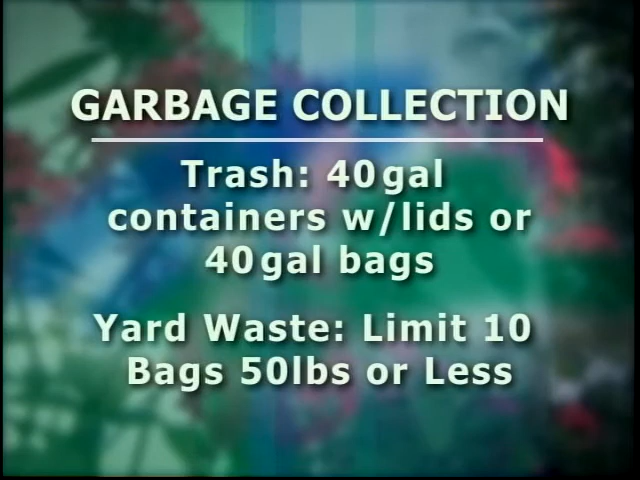 GARBAGE COLLECTION
Trash: 40gal
containers w/lids or
40gal bags
Yard Waste: Limit 10
Bags 50lbs or Less